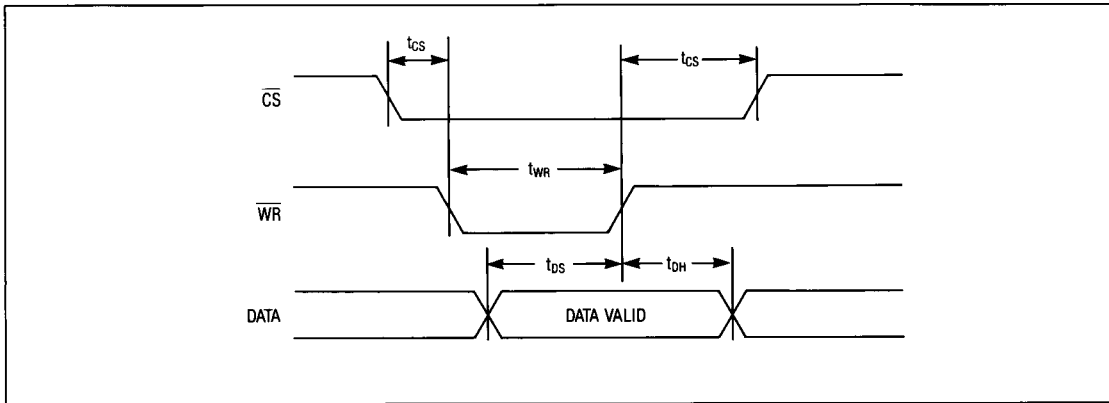 tCS
tCS
CS
tWR
WR
tDS
tDH
DATA
DATA VALID